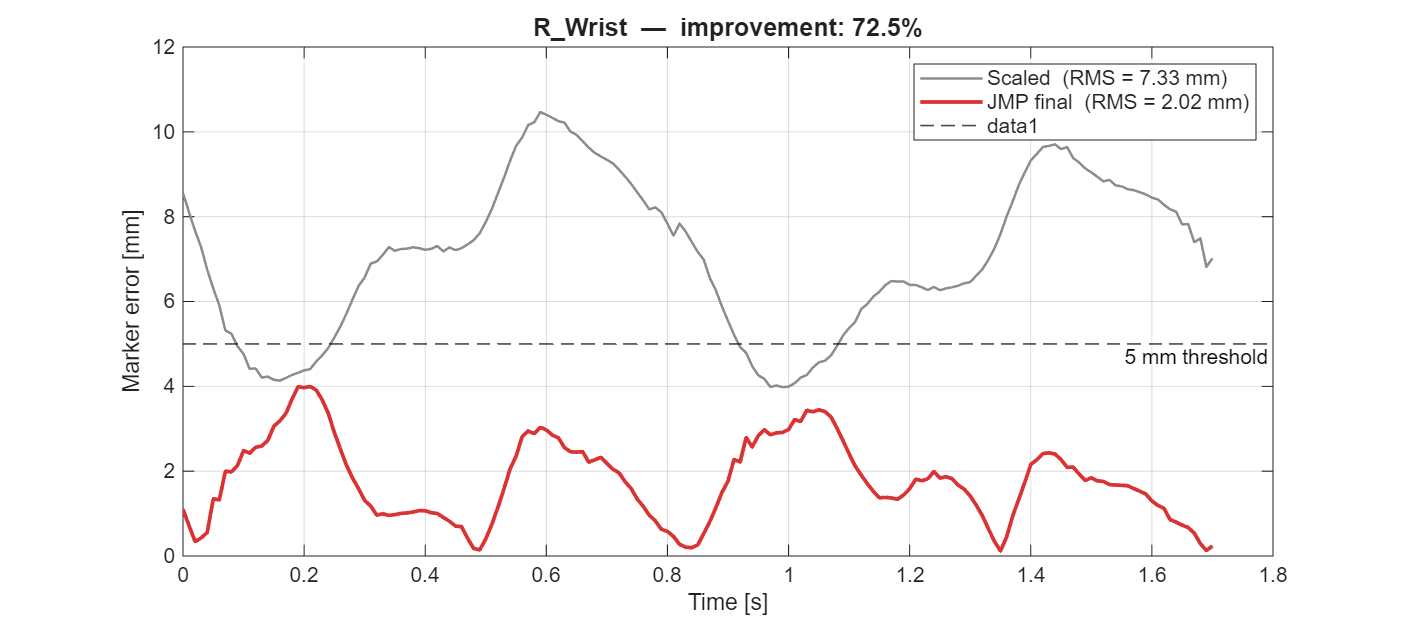 R_Wrist — improvement: 72.5%
12
10
8
6
4
2
0
Marker error [mm]
Scaled (RMS = 7.33 mm)
JMP final (RMS = 2.02 mm)
data1
5 mm threshold
0 0.2 0.4 0.6 0.8 1 1.2 1.4 1.6 1.8
Time [s]